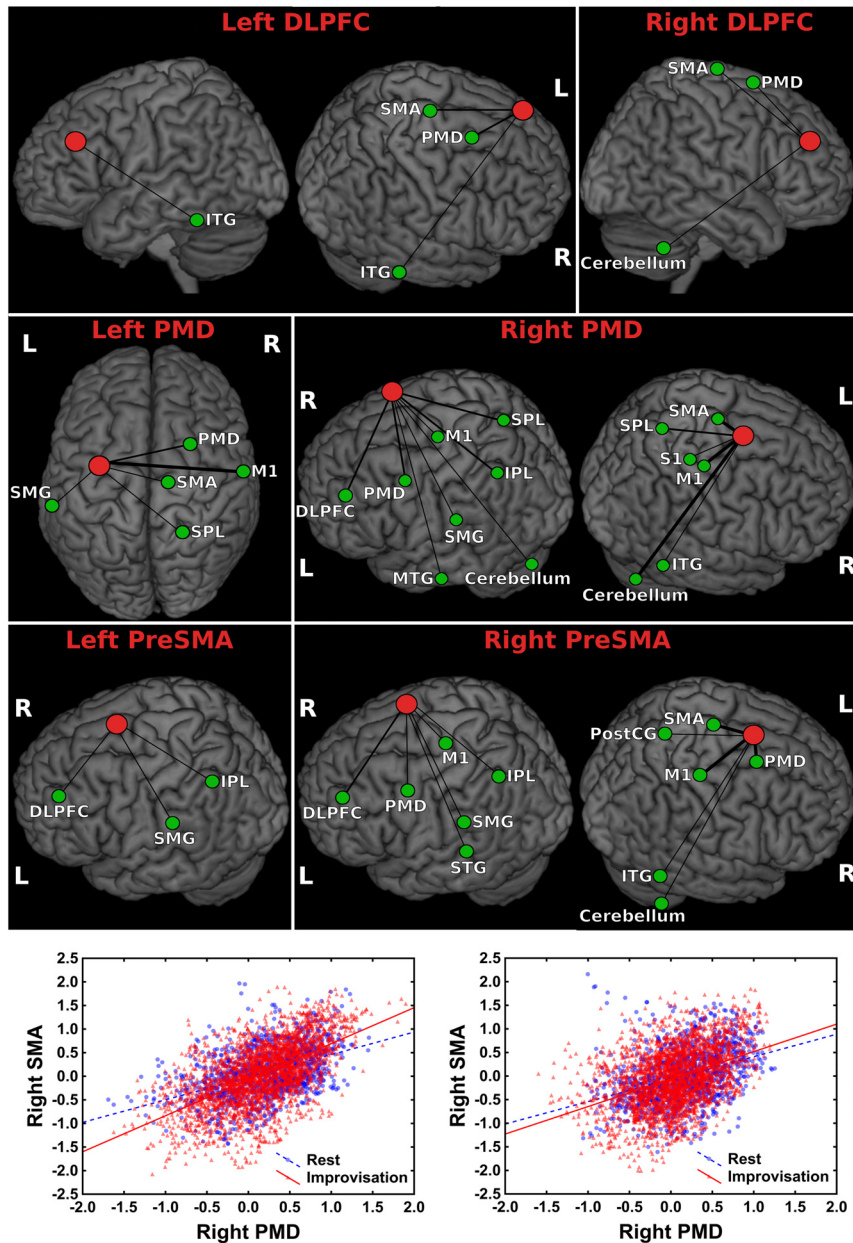 Left DLPFC
Right DLPFC
SMA
PMD
L
SMA
PMD
ITG
ITG
R
Cerebellum
Left PMD
Right PMD
L
R
R
L
PMD
SMG
M1
SMA
SPL
SPL
M1
IPL
PMD
DLPFC
SMG
MTG
Cerebellum
L
SMA
SPL
S1
M1
ITG
Cerebellum
R
Left PreSMA
Right PreSMA
R
DLPFC
IPL
SMG
L
R
M1
IPL
DLPFC
PMD
SMG
STG
L
L
SMA
PostCG
PMD
M1
ITG
Cerebellum
R
2.5
2.0
1.5
1.0
0.5
0.0
-0.5
-1.0
-1.5
-2.0
-2.5
Right SMA
Rest
Improvisation
-2.0 -1.5 -1.0 -0.5 0.0 0.5 1.0 1.5 2.0
Right PMD
2.5
2.0
1.5
1.0
0.5
0.0
-0.5
-1.0
-1.5
-2.0
-2.5
Right SMA
Rest
Improvisation
-2.0 -1.5 -1.0 -0.5 0.0 0.5 1.0 1.5 2.0
Right PMD